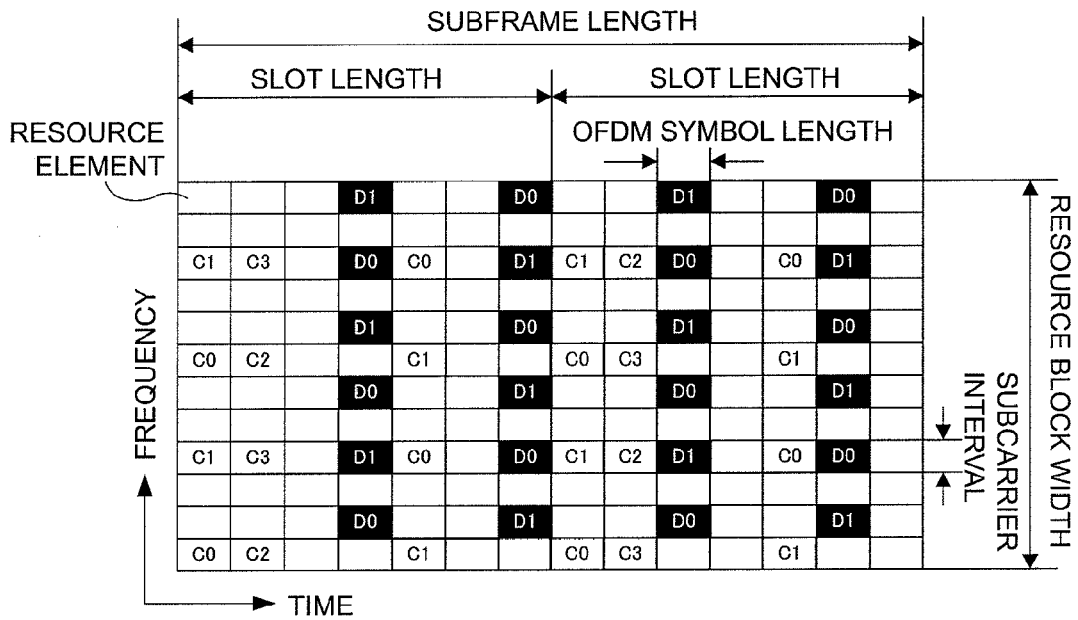 SUBFRAME LENGTH
SLOT LENGTH SLOT LENGTH
RESOURCE
ELEMENT
OFDM SYMBOL LENGTH
D1 D0 D1 D0
C1 C3 D0 C0 D1 C1 C2 D0 C0 D1
D1 D0 D1 D0
C0 C2 C1 C0 C3 C1
D0 D1 D0 D1
C1 C3 D1 C0 D0 C1 C2 D1 C0 D0
D0 D1 D0 D1
C0 C2 C1 C0 C3 C1
FREQUENCY
TIME
SUBCARRIER
INTERVAL
RESOURCE BLOCK WIDTH